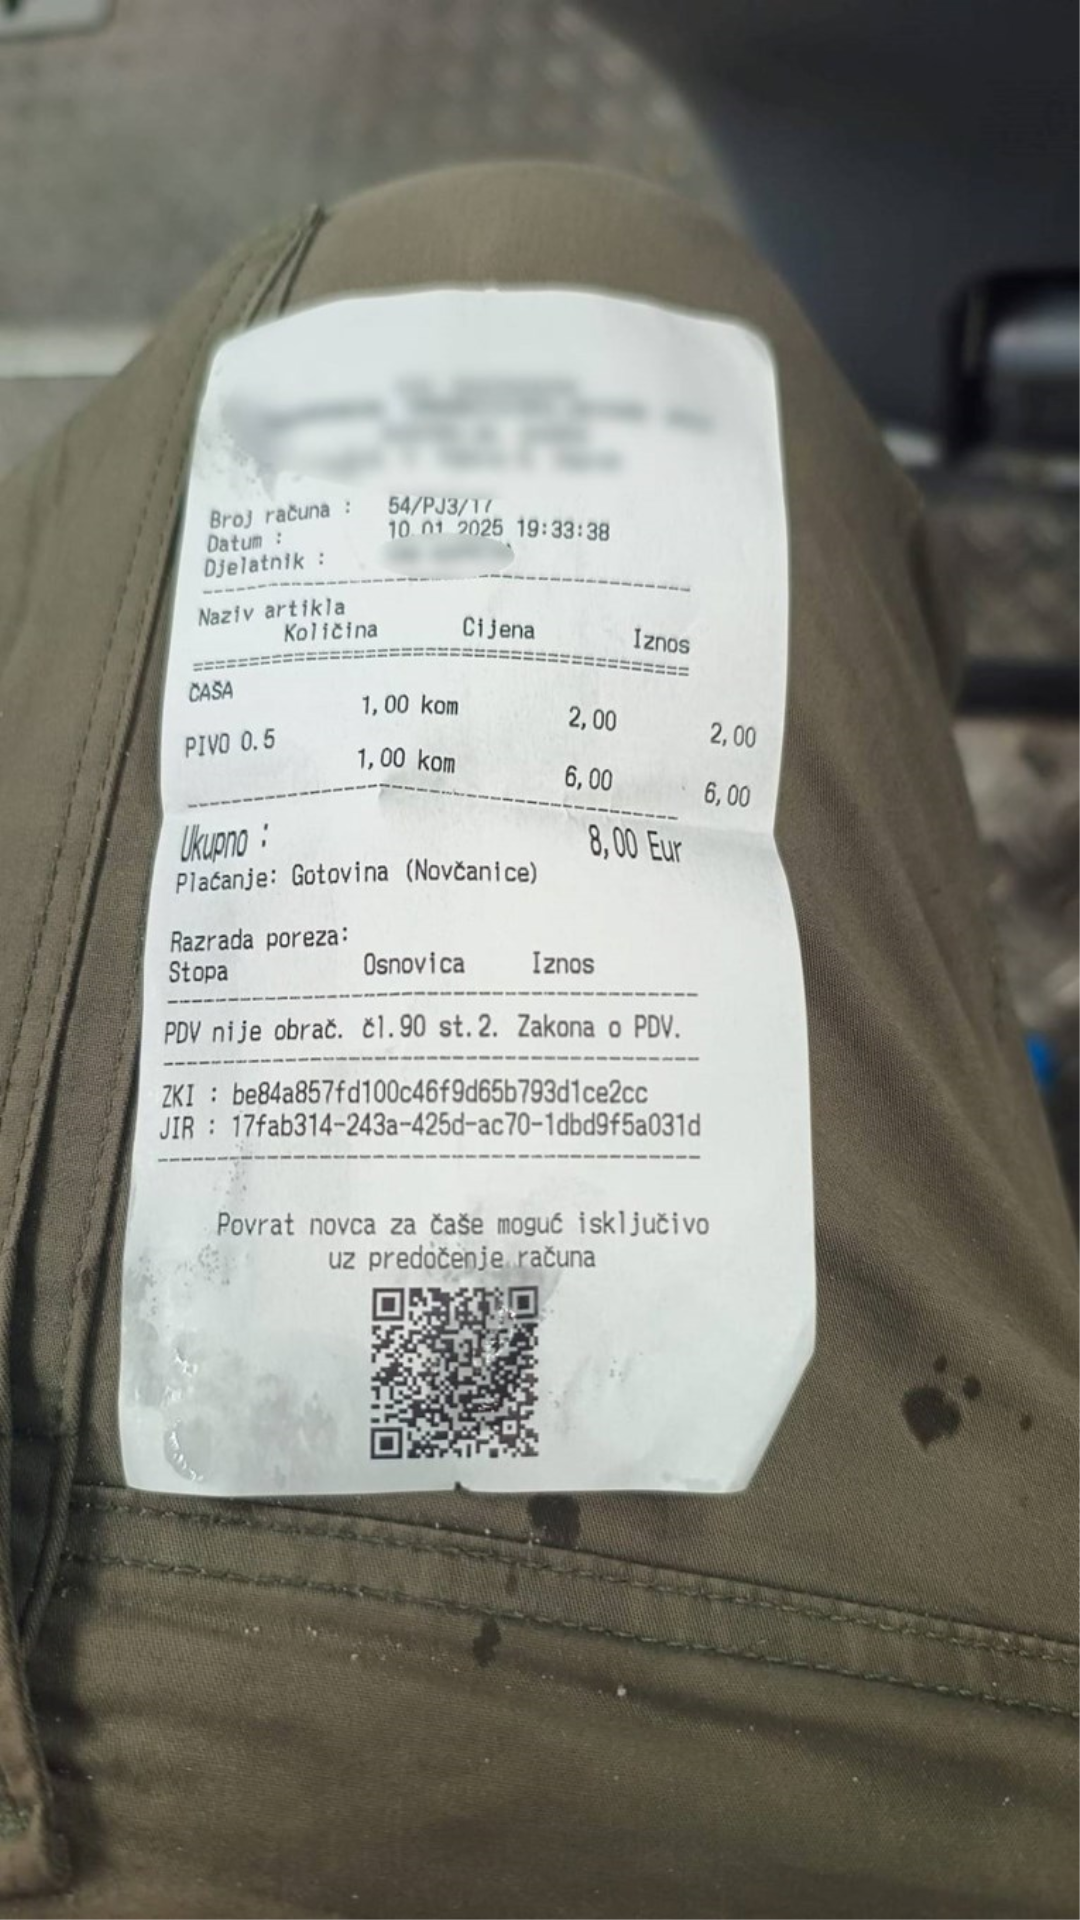 Broj računa : 54/PJ3/17
Datum : 10.01.2025 19:33:38
Djelatnik :
Naziv artikla
Količina Cijena Iznos
ČAŠA
1,00 kom 2,00 2,00
PIVO 0.5
1,00 kom 6,00 6,00
Ukupno : 8,00 Eur
Plaćanje: Gotovina (Novčanice)
Razrada poreza:
Stopa Osnovica Iznos
PDV nije obrač. čl.90 st.2. Zakona o PDV.
ZKI : be84a857fd100c46f9d65b793d1ce2cc
JIR : 17fab314-243a-425d-ac70-1dbd9f5a031d
Povrat novca za čaše moguć isključivo
uz predočenje računa